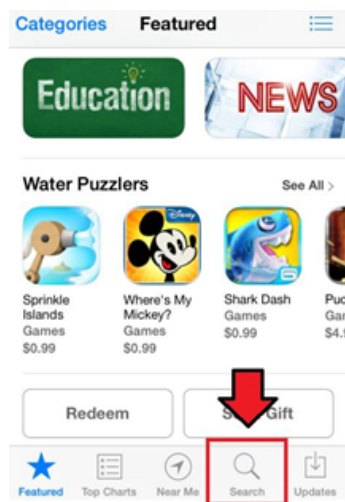 Categories Featured
Education
NEWS
Water Puzzlers See All >
Disney
Sprinkle Islands
Games
$0.99
Where's My Mickey?
Games
$0.99
Shark Dash
Games
$0.99
Redeem
Gift
Featured Top Charts Near Me Search Updates